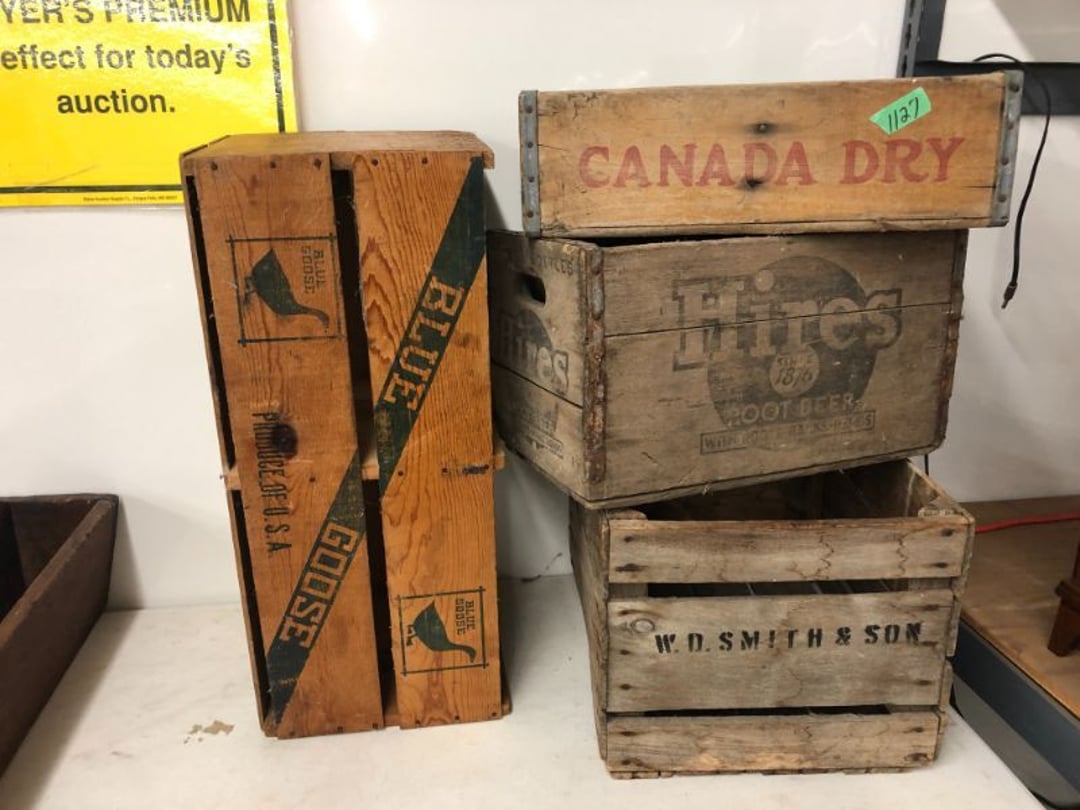 YER'S PREMIUM
effect for today's
auction.
1127
CANADA DRY
BLUE
GOOSE
BLUE
GOOSE
PRODUCE OF U.S.A
BLUE
GOOSE
Hires
Hires
SINCE
1876
ROOT BEER
W.D. SMITH & SON